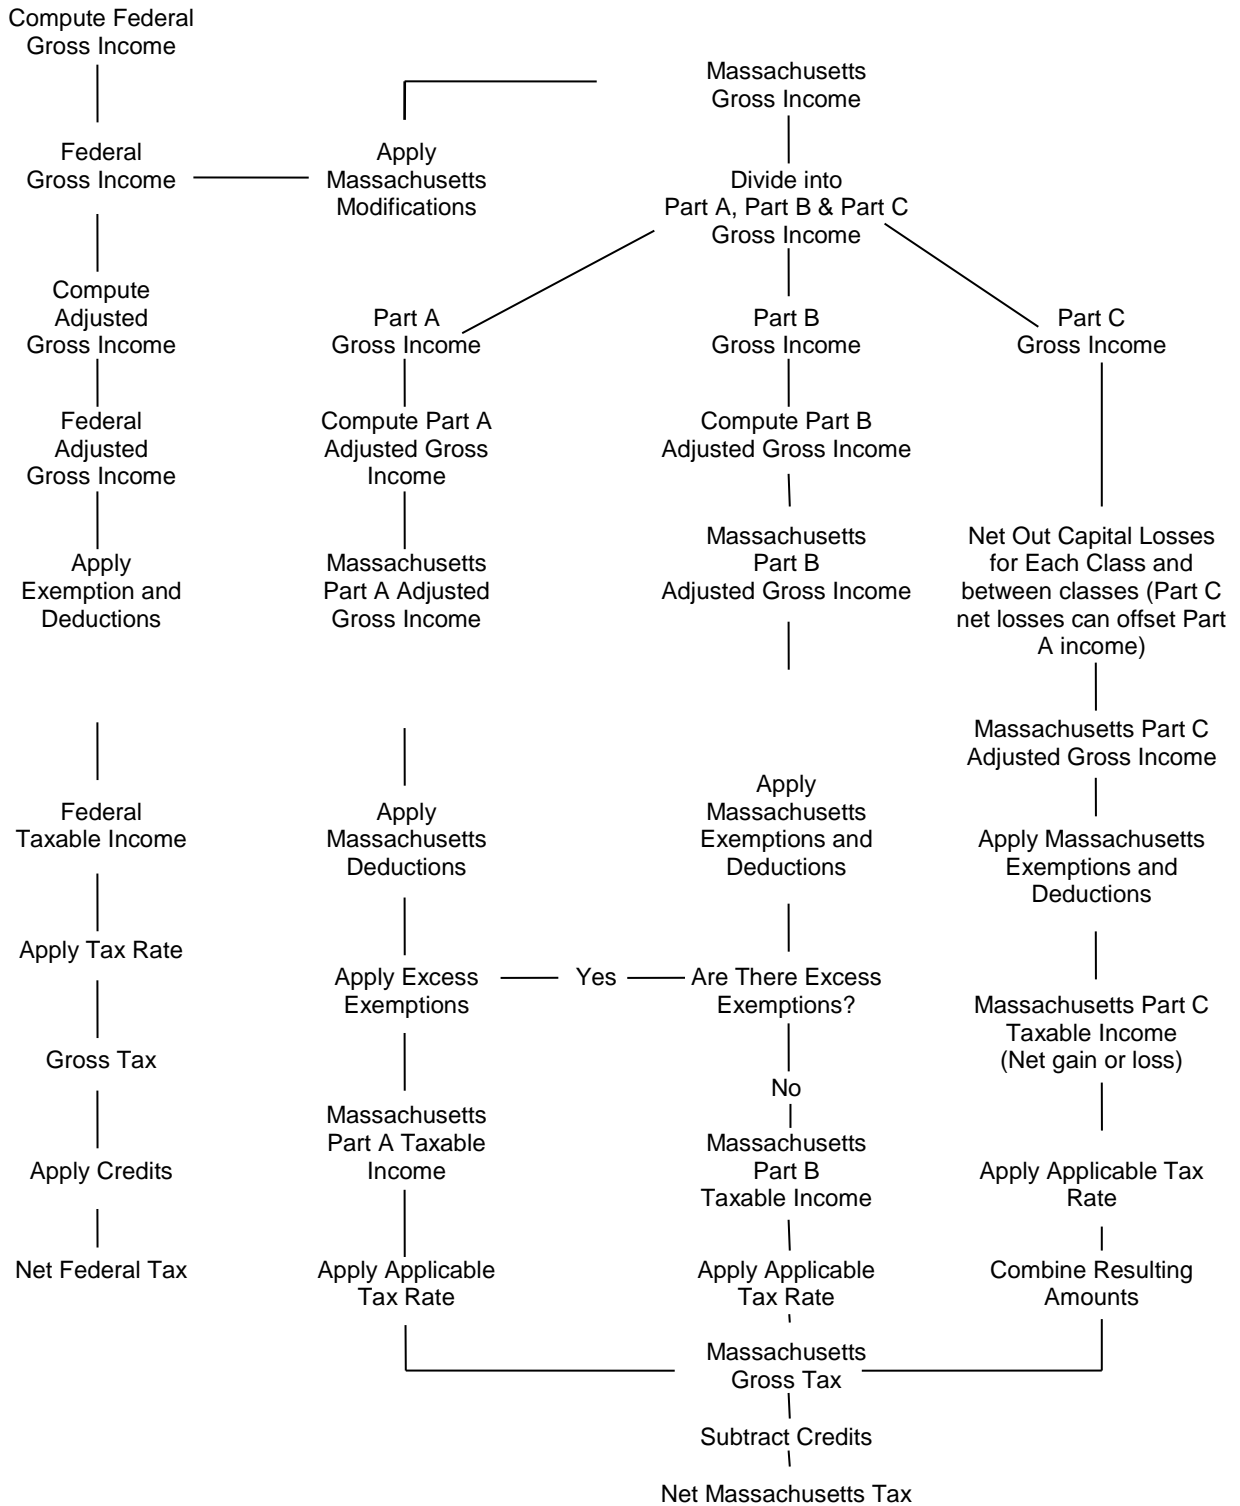 Compute Federal
Gross Income
Massachusetts
Gross Income
Federal
Gross Income
Apply
Massachusetts
Modifications
Divide into
Part A, Part B & Part C
Gross Income
Compute
Adjusted
Gross Income
Part A
Gross Income
Part B
Gross Income
Part C
Gross Income
Federal
Adjusted
Gross Income
Compute Part A
Adjusted Gross
Income
Compute Part B
Adjusted Gross Income
Apply
Exemption and
Deductions
Massachusetts
Part A Adjusted
Gross Income
Massachusetts
Part B
Adjusted Gross Income
Net Out Capital Losses
for Each Class and
between classes (Part C
net losses can offset Part
A income)
Massachusetts Part C
Adjusted Gross Income
Federal
Taxable Income
Apply
Massachusetts
Deductions
Apply
Massachusetts
Exemptions and
Deductions
Apply Massachusetts
Exemptions and
Deductions
Apply Tax Rate
Apply Excess
Exemptions
Yes
Are There Excess
Exemptions?
Massachusetts Part C
Taxable Income
(Net gain or loss)
Gross Tax
No
Massachusetts
Part A Taxable
Income
Massachusetts
Part B
Taxable Income
Apply Credits
Apply Applicable Tax
Rate
Net Federal Tax
Apply Applicable
Tax Rate
Apply Applicable
Tax Rate
Combine Resulting
Amounts
Massachusetts
Gross Tax
Subtract Credits
Net Massachusetts Tax